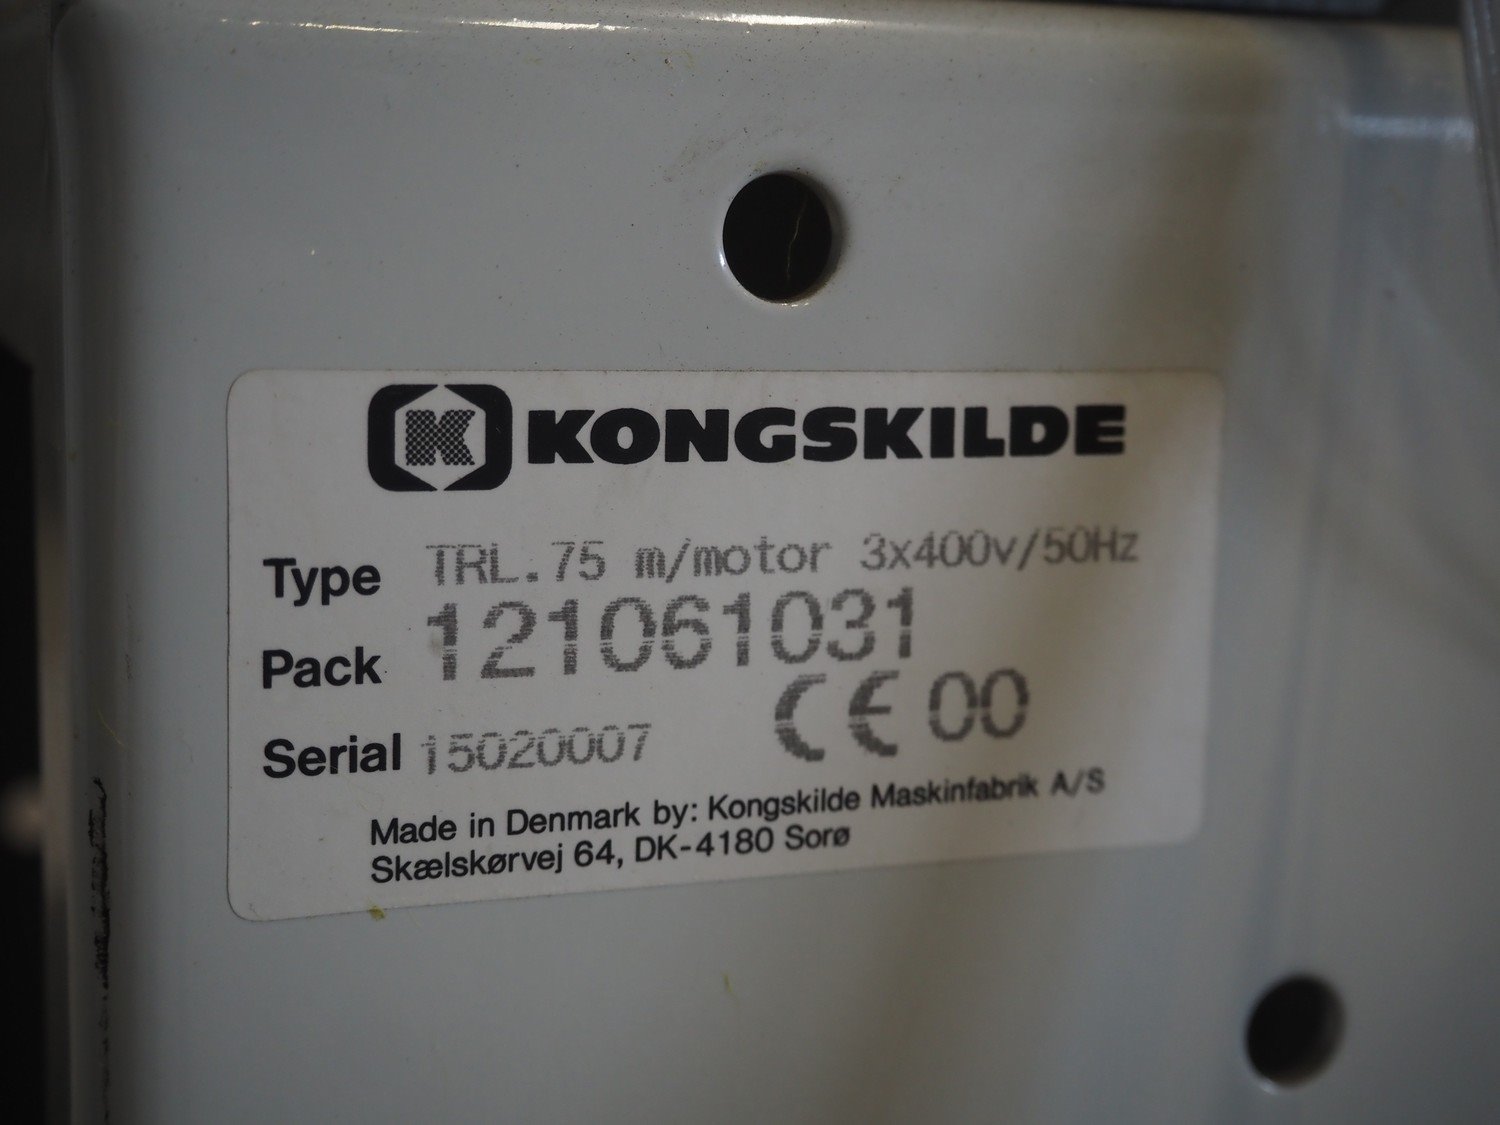 K KONGSKILDE
Type TRL.75 m/motor 3x400v/50Hz
Pack 121061031
Serial 15020007 CE 00
Made in Denmark by: Kongskilde Maskinfabrik A/S
Skælskørvej 64, DK-4180 Sorø